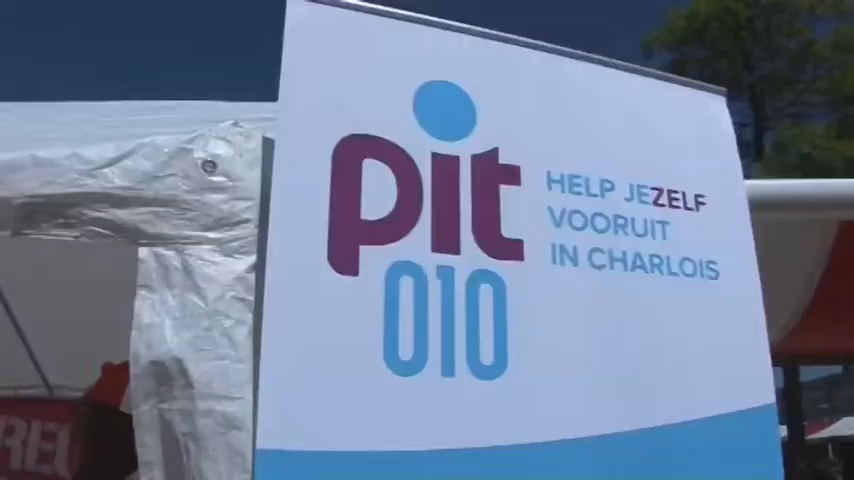 pit
010
HELP JEZELF
VOORUIT
IN CHARLOIS